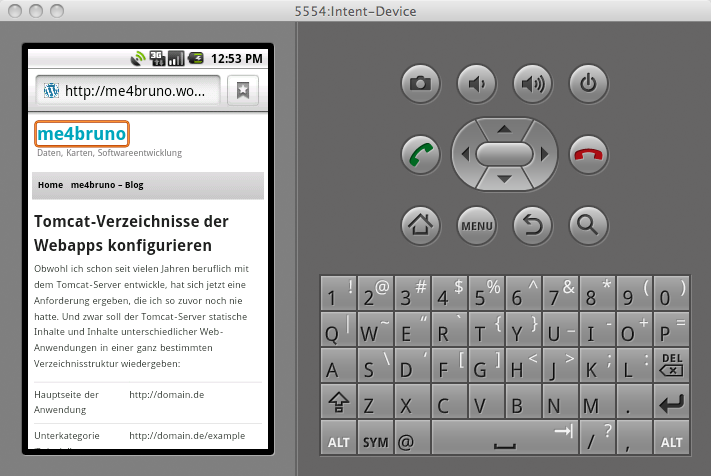 5554:Intent-Device
3G
12:53 PM
http://me4bruno.wo...
me4bruno
Daten, Karten, Softwareentwicklung
Home me4bruno – Blog
Tomcat-Verzeichnisse der
Webapps konfigurieren
Obwohl ich schon seit vielen Jahren beruflich mit
dem Tomcat-Server entwickle, hat sich jetzt eine
Anforderung ergeben, die ich so zuvor noch nie
hatte. Und zwar soll der Tomcat-Server statische
Inhalte und Inhalte unterschiedlicher Web-
Anwendungen in einer ganz bestimmten
Verzeichnisstruktur wiedergeben:
Hauptseite der http://domain.de
Anwendung
Unterkategorie http://domain.de/example
MENU
1 ! 2 @ 3 # 4 $ 5 % 6 ^ 7 & 8 * 9 ( 0 )
Q | W ~ E “ R ` T { Y } U _ I - O + P =
A S \ D ‘ F [ G ] H < J > K ; L : DEL
Z X C V B N M .
ALT SYM @ / ? , ALT